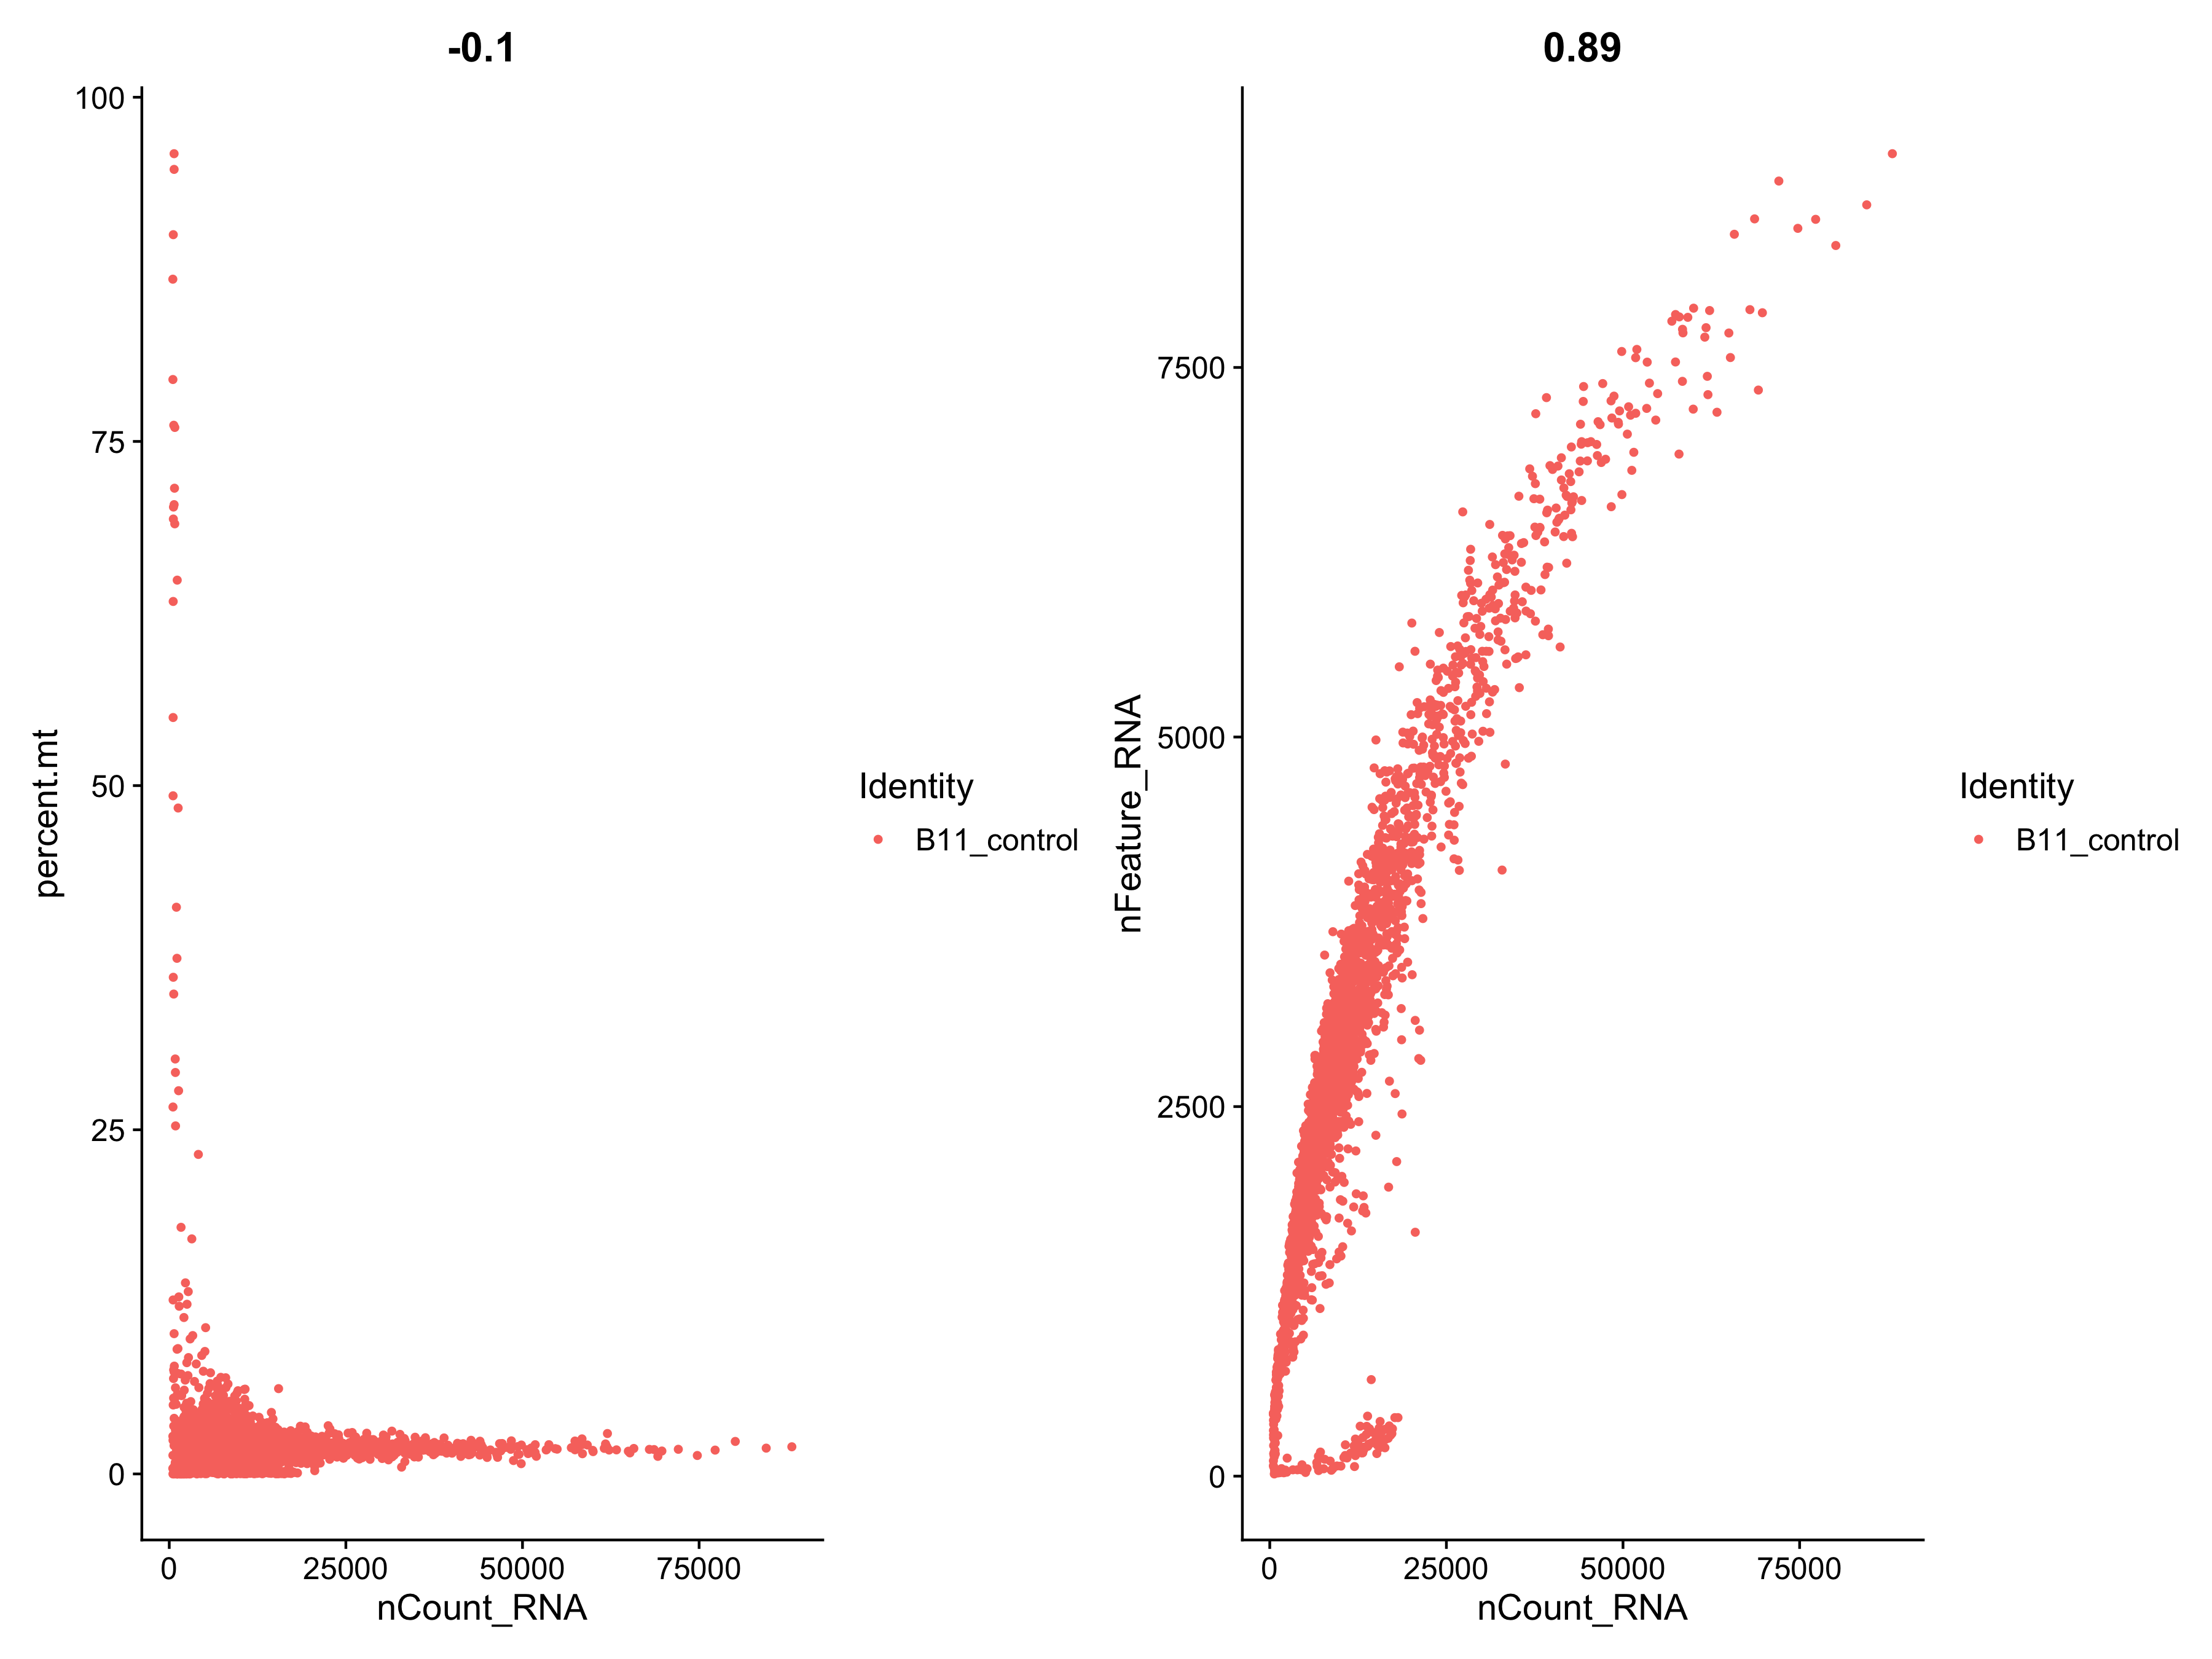 -0.1
100
75
50
25
0
percent.mt
0 25000 50000 75000
nCount_RNA
Identity
B11_control
0.89
7500
5000
2500
0
nFeature_RNA
0 25000 50000 75000
nCount_RNA
Identity
B11_control